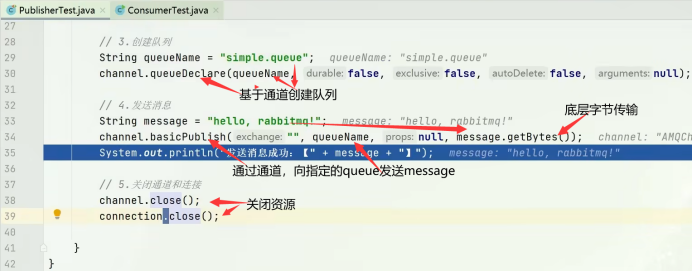 PublisherTest.java × ConsumerTest.java ×
27
28 // 3.创建队列
29 String queueName = "simple.queue"; queueName: "simple.queue"
30 channel.queueDeclare(queueName, durable: false, exclusive: false, autoDelete: false, arguments: null);
31 基于通道创建队列
32 // 4.发送消息 底层字节传输
33 String message = "hello, rabbitmq!"; message: "hello, rabbitmq!"
34 channel.basicPublish( exchange: "", queueName, props: null, message.getBytes()); channel: "AMQCh
35 System.out.println("发送消息成功：【" + message + "】"); message: "hello, rabbitmq!"
36 通过通道，向指定的queue发送message
37 // 5.关闭通道和连接
38 channel.close(); 关闭资源
39 connection.close();
40
41 }
42 }